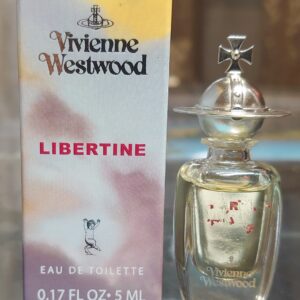 Vivienne
Westwood
LIBERTINE
EAU DE TOILETTE
0.17 FL OZ • 5 ML
Vivienne
Westwood